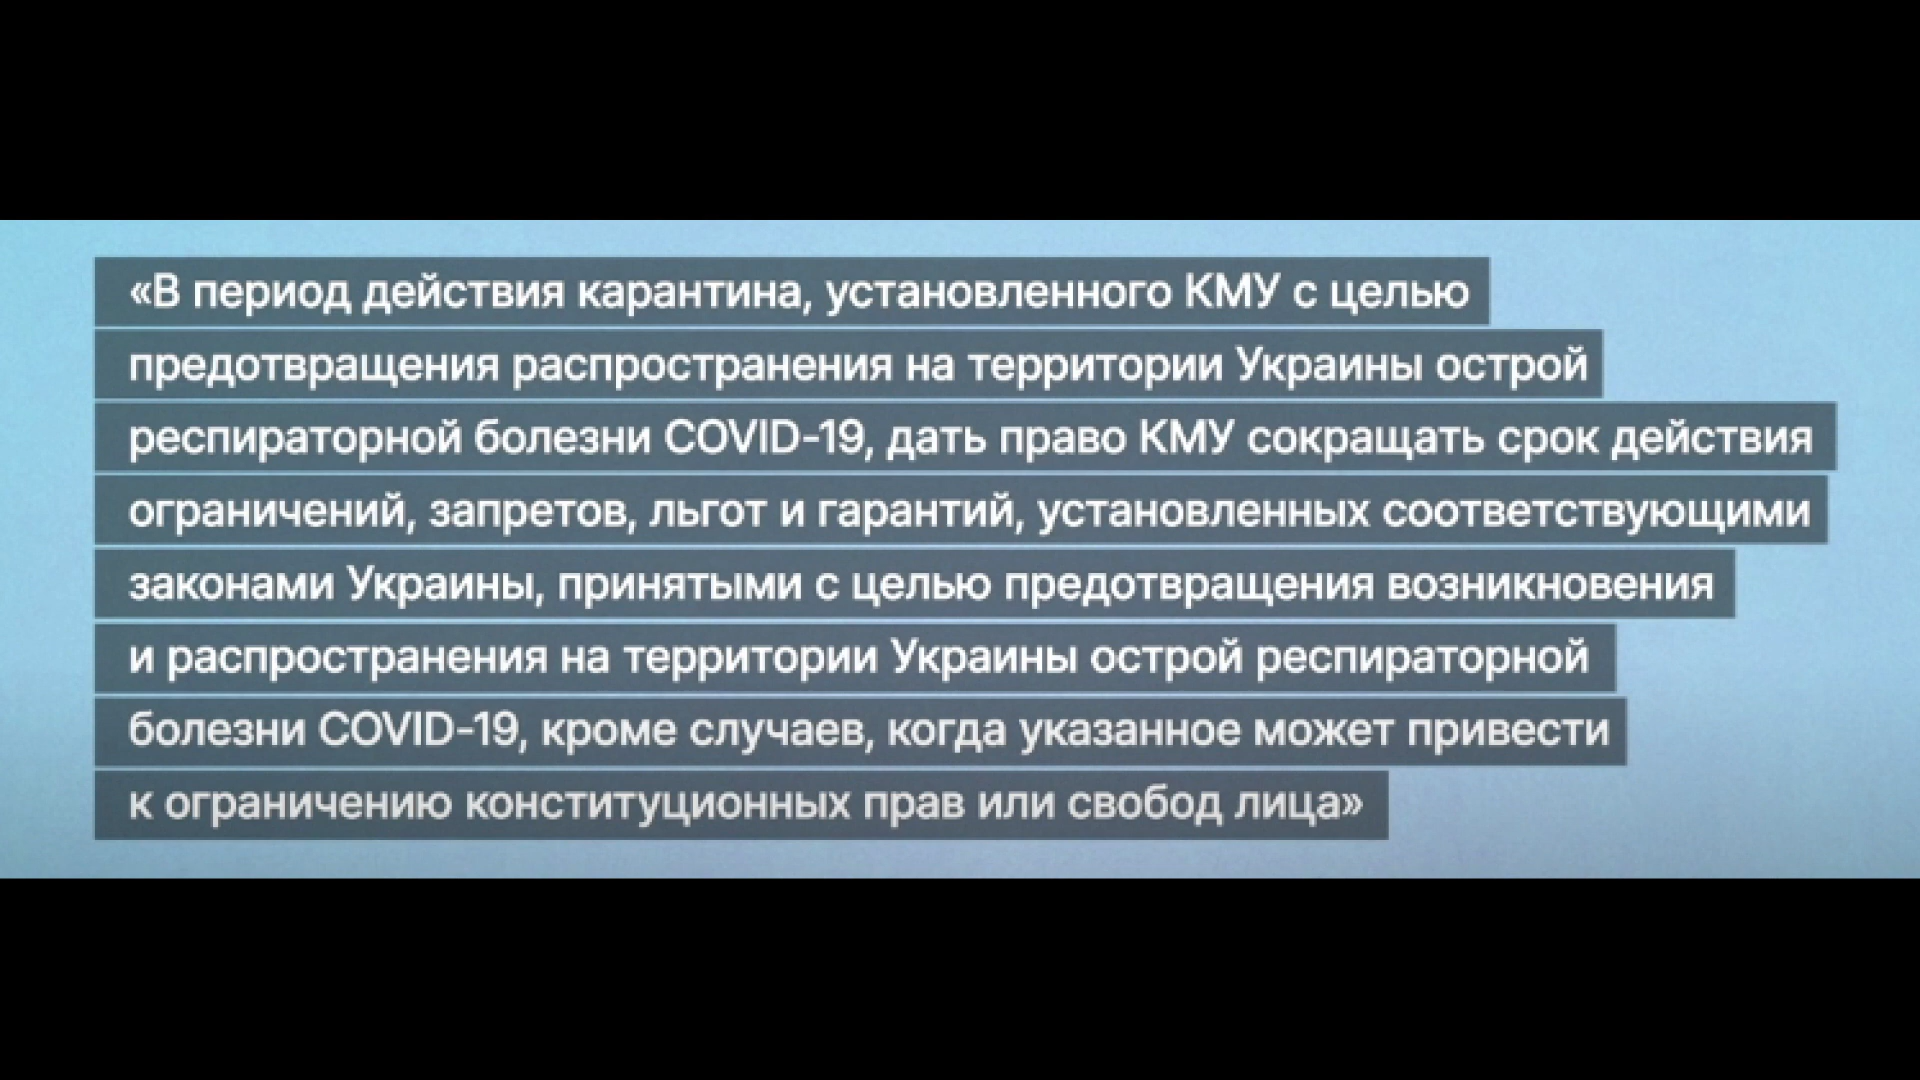 «В период действия карантина, установленного КМУ с целью
предотвращения распространения на территории Украины острой
респираторной болезни COVID-19, дать право КМУ сокращать срок действия
ограничений, запретов, льгот и гарантий, установленных соответствующими
законами Украины, принятыми с целью предотвращения возникновения
и распространения на территории Украины острой респираторной
болезни COVID-19, кроме случаев, когда указанное может привести
к ограничению конституционных прав или свобод лица»